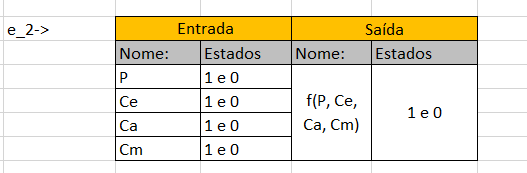 e_2-> Entrada Saída
Nome: Estados Nome: Estados
P 1 e 0
Ce 1 e 0
Ca 1 e 0
Cm 1 e 0
f(P, Ce,
Ca, Cm)
1 e 0